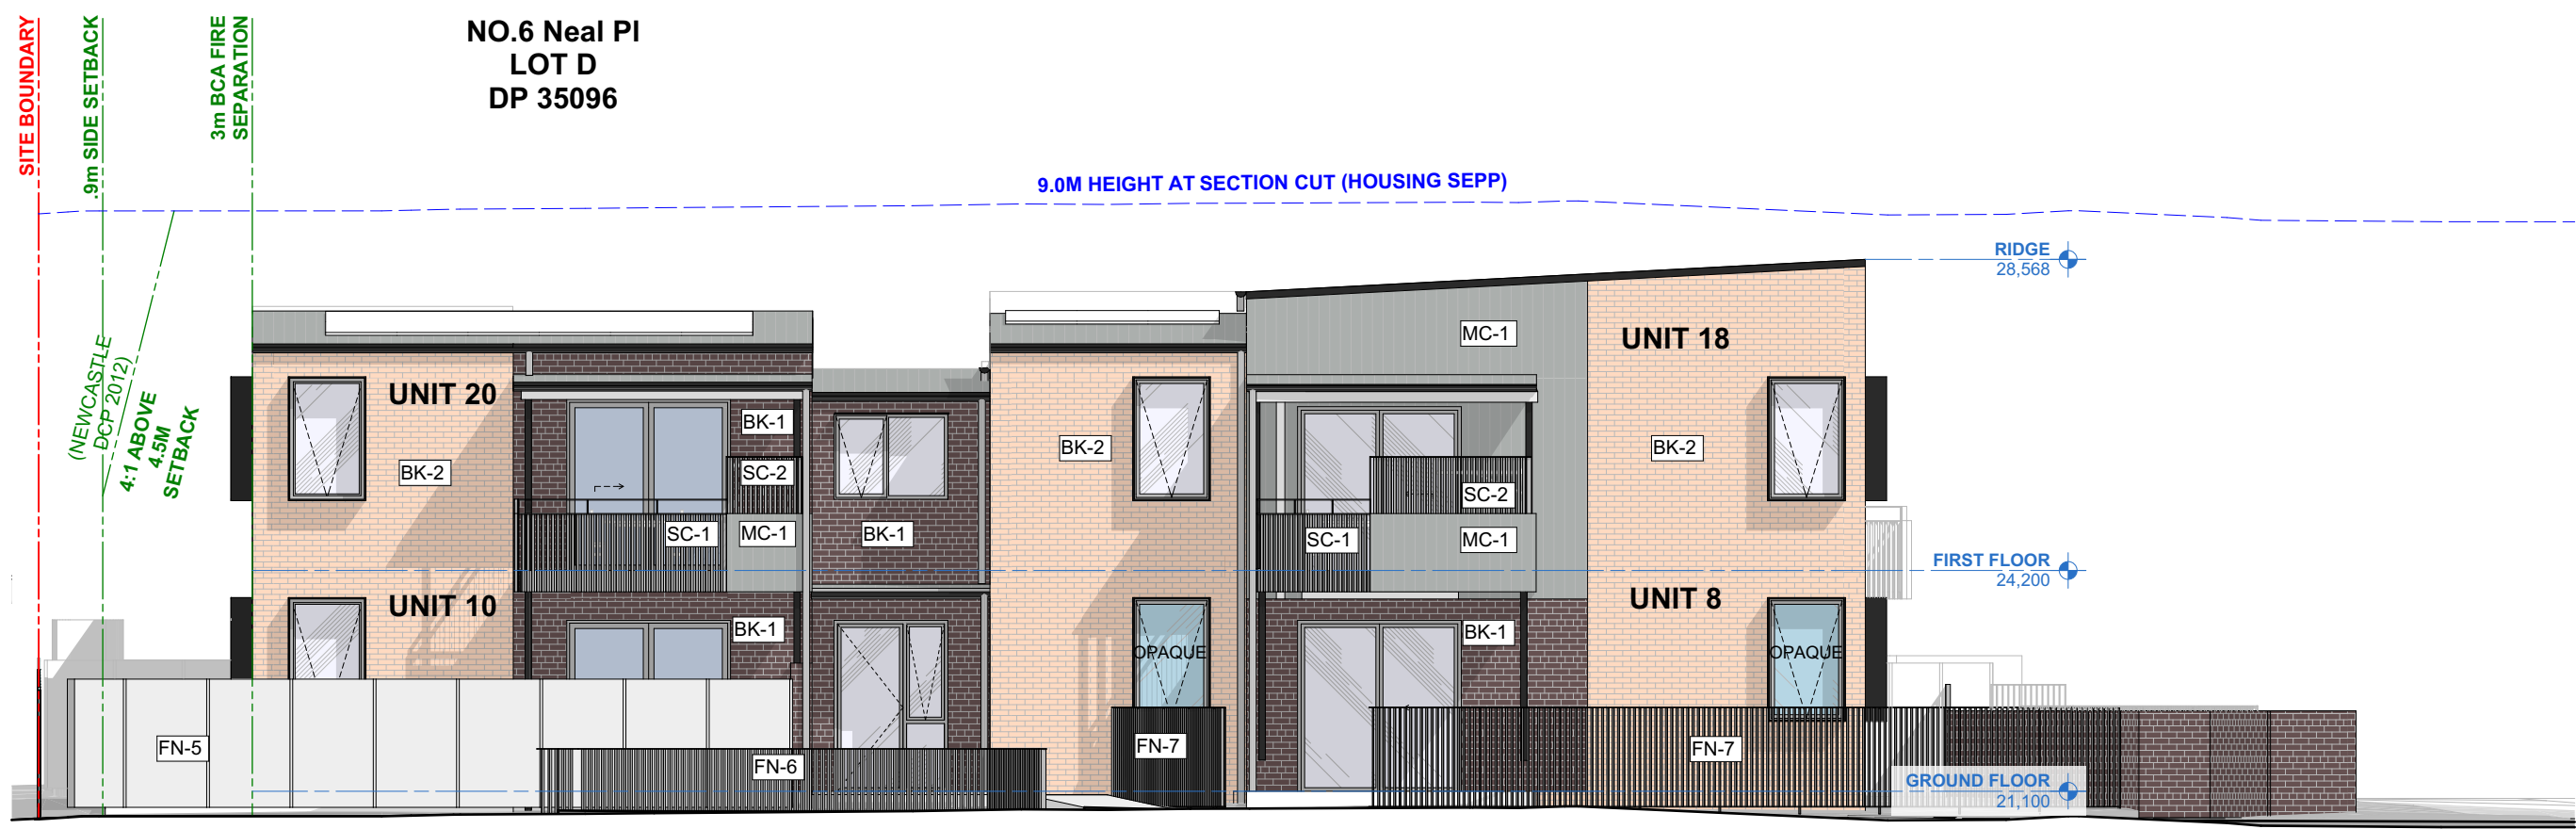 SITE BOUNDARY
.9m SIDE SETBACK
3m BCA FIRE
SEPARATION
NO.6 Neal Pl
LOT D
DP 35096
9.0M HEIGHT AT SECTION CUT (HOUSING SEPP)
RIDGE
28,568
(NEWCASTLE
DCP 2012)
4:1 ABOVE
4.5M
SETBACK
UNIT 20
BK-2
BK-1
SC-2
SC-1
MC-1
BK-1
BK-2
MC-1
UNIT 18
BK-2
SC-2
SC-1
MC-1
FIRST FLOOR
24,200
UNIT 10
BK-1
OPAQUE
BK-1
UNIT 8
OPAQUE
FN-5
FN-6
FN-7
FN-7
GROUND FLOOR
21,100